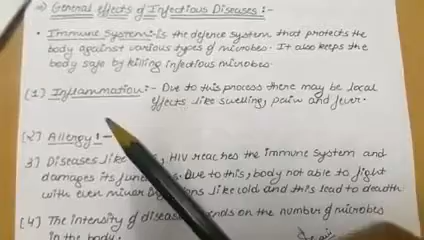 ⇒ General effects of Infectious Diseases :-
• Immune System:- is the defence system that protects the
body against various types of microbes. It also keeps the
body safe by killing infectious microbes.
(1) Inflammation :- Due to this process there may be local
effects like swelling, pain and fever.
(2) Allergy :-
3) Diseases like HIV reaches the immune system and
damages its Due to this, body not able to fight
with even minor like cold and this lead to death
(4) The intensity of on the number of microbes
in the body.